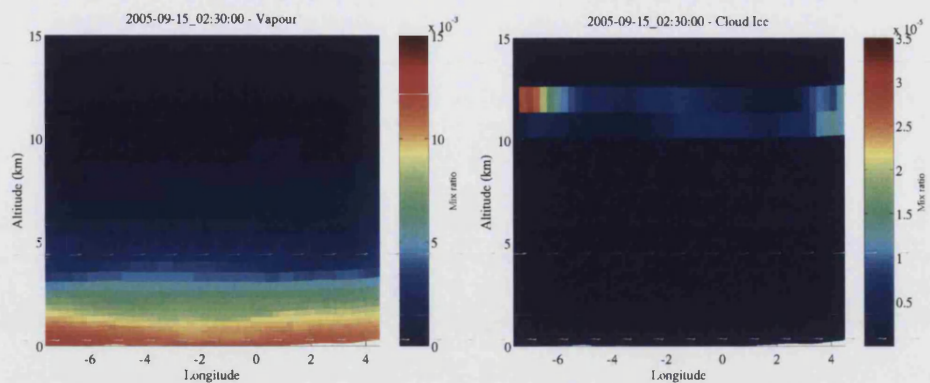 2005-09-15_02:30:00 - Vapour
x 10^-3
15
10
5
0
Altitude (km)
-6 -4 -2 0 2 4
Longitude
15
10
5
Mix ratio
0
2005-09-15_02:30:00 - Cloud Ice
x 10^-5
15
10
5
0
Altitude (km)
-6 -4 -2 0 2 4
Longitude
3.5
3
2.5
2
1.5
1
0.5
Mix ratio